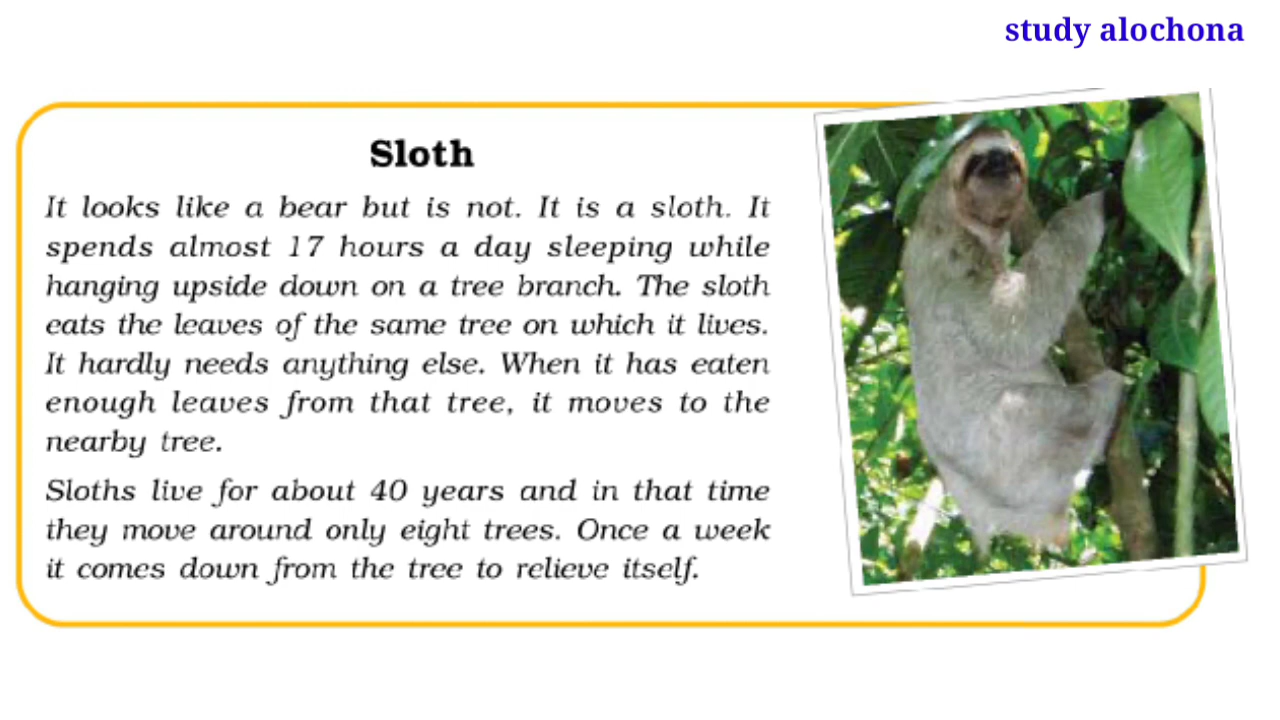 study alochona
Sloth
It looks like a bear but is not. It is a sloth. It
spends almost 17 hours a day sleeping while
hanging upside down on a tree branch. The sloth
eats the leaves of the same tree on which it lives.
It hardly needs anything else. When it has eaten
enough leaves from that tree, it moves to the
nearby tree.
Sloths live for about 40 years and in that time
they move around only eight trees. Once a week
it comes down from the tree to relieve itself.